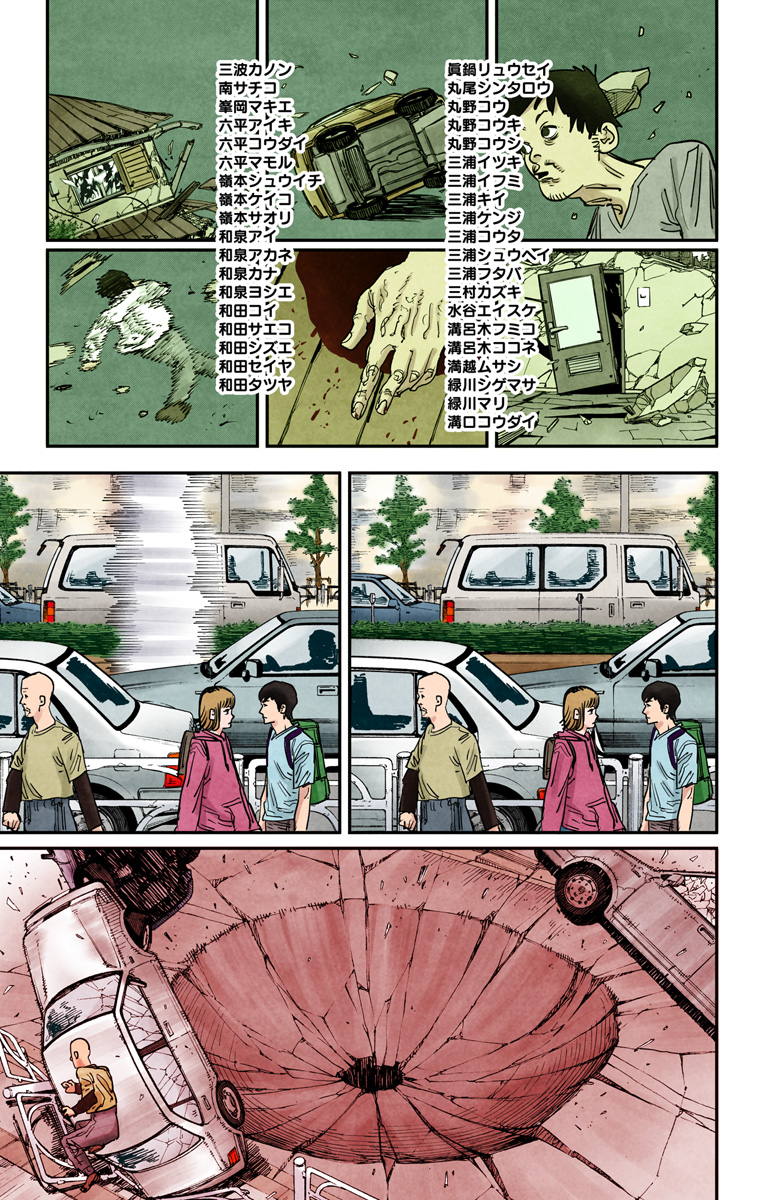 眞鍋リュウセイ
丸尾シンタロウ
丸野コウ
丸野コウキ
丸野コウシ
三浦イツキ
三浦イフミ
三浦キイ
三浦ケンジ
三浦コウタ
三浦シュウヘイ
三浦フタバ
三村カズキ
水谷エイスケ
溝呂木フミコ
溝呂木ココネ
満越ムサシ
緑川シゲマサ
緑川マリ
溝口コウダイ
三波カノン
南サチコ
峯岡マキエ
六平アイキ
六平コウダイ
六平マモル
嶺本シュウイチ
嶺本ケイコ
嶺本サオリ
和泉アイ
和泉アカネ
和泉カナ
和泉ヨシエ
和田コイ
和田サエコ
和田シズエ
和田セイヤ
和田タツヤ